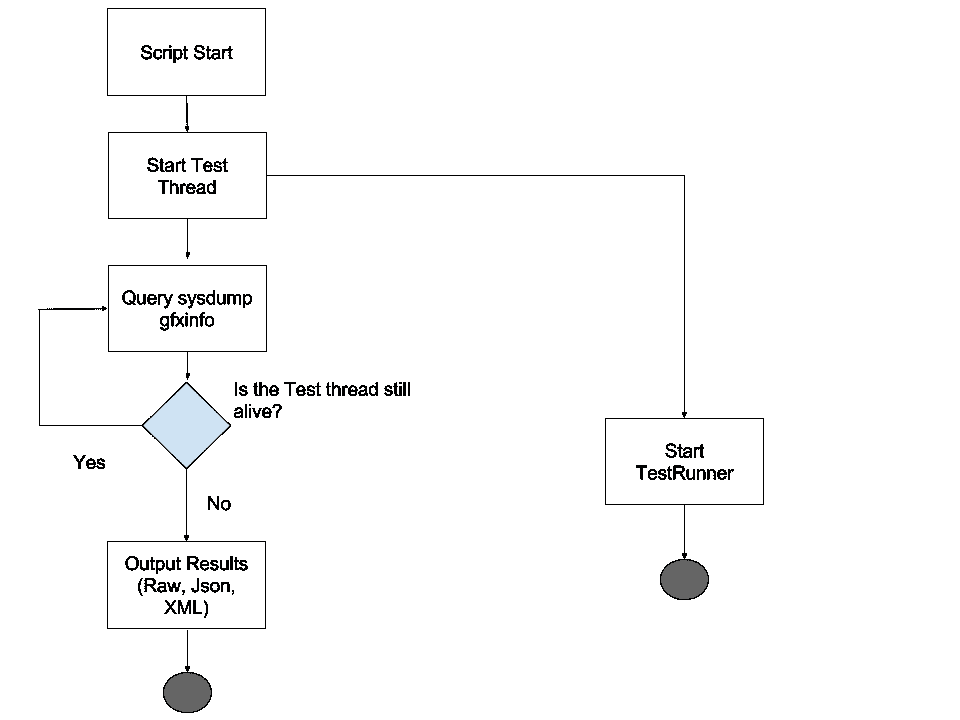 Script Start
Start Test
Thread
Query sysdump
gfxinfo
Is the Test thread still
alive?
Yes
No
Output Results
(Raw, Json,
XML)
Start
TestRunner